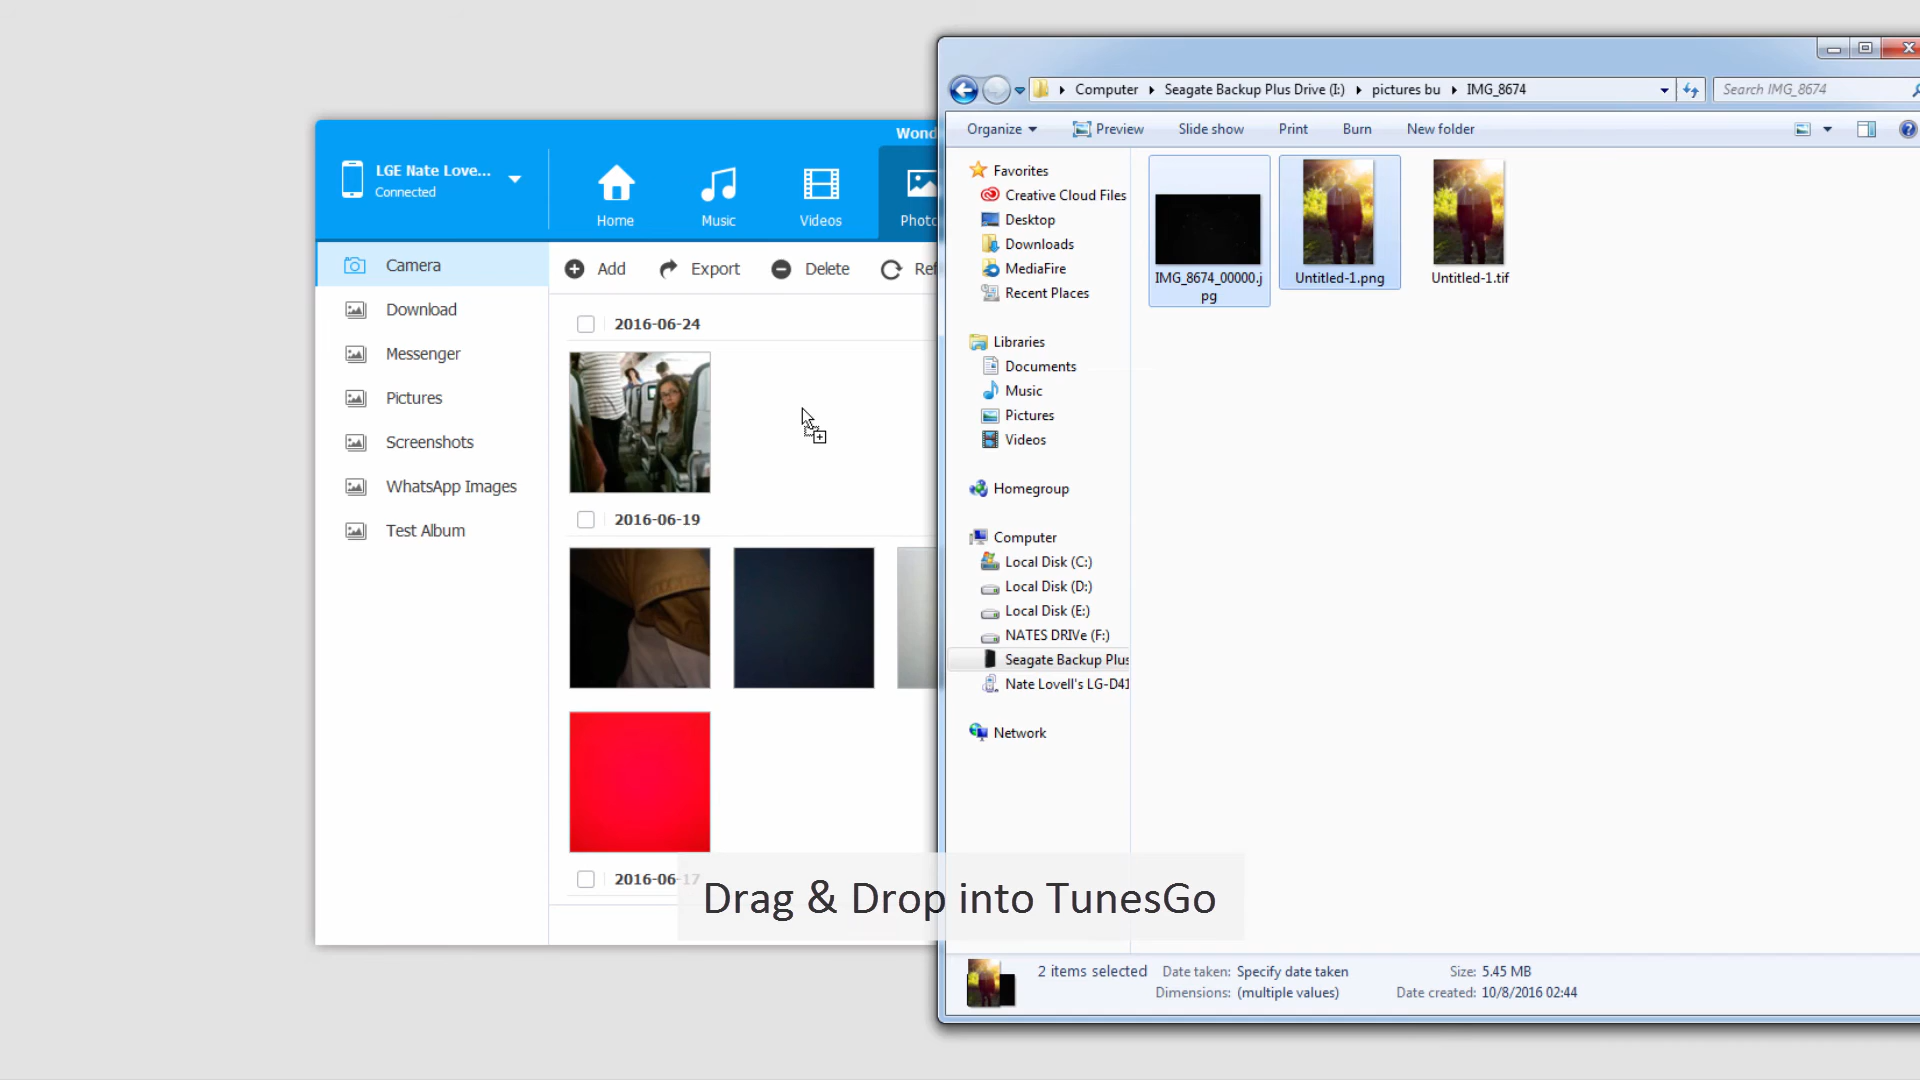 Wond
LGE Nate Love...
Connected
Home
Music
Videos
Photo
Camera
Download
Messenger
Pictures
Screenshots
WhatsApp Images
Test Album
Add
Export
Delete
Ref
2016-06-24
2016-06-19
2016-06-17
Drag & Drop into TunesGo
Computer
Seagate Backup Plus Drive (I:)
pictures bu
IMG_8674
Search IMG_8674
Organize
Preview
Slide show
Print
Burn
New folder
Favorites
Creative Cloud Files
Desktop
Downloads
MediaFire
Recent Places
Libraries
Documents
Music
Pictures
Videos
Homegroup
Computer
Local Disk (C:)
Local Disk (D:)
Local Disk (E:)
NATES DRIVe (F:)
Seagate Backup Plus
Nate Lovell's LG-D41
Network
IMG_8674_00000.j
pg
Untitled-1.png
Untitled-1.tif
2 items selected
Date taken: Specify date taken
Size: 5.45 MB
Dimensions: (multiple values)
Date created: 10/8/2016 02:44